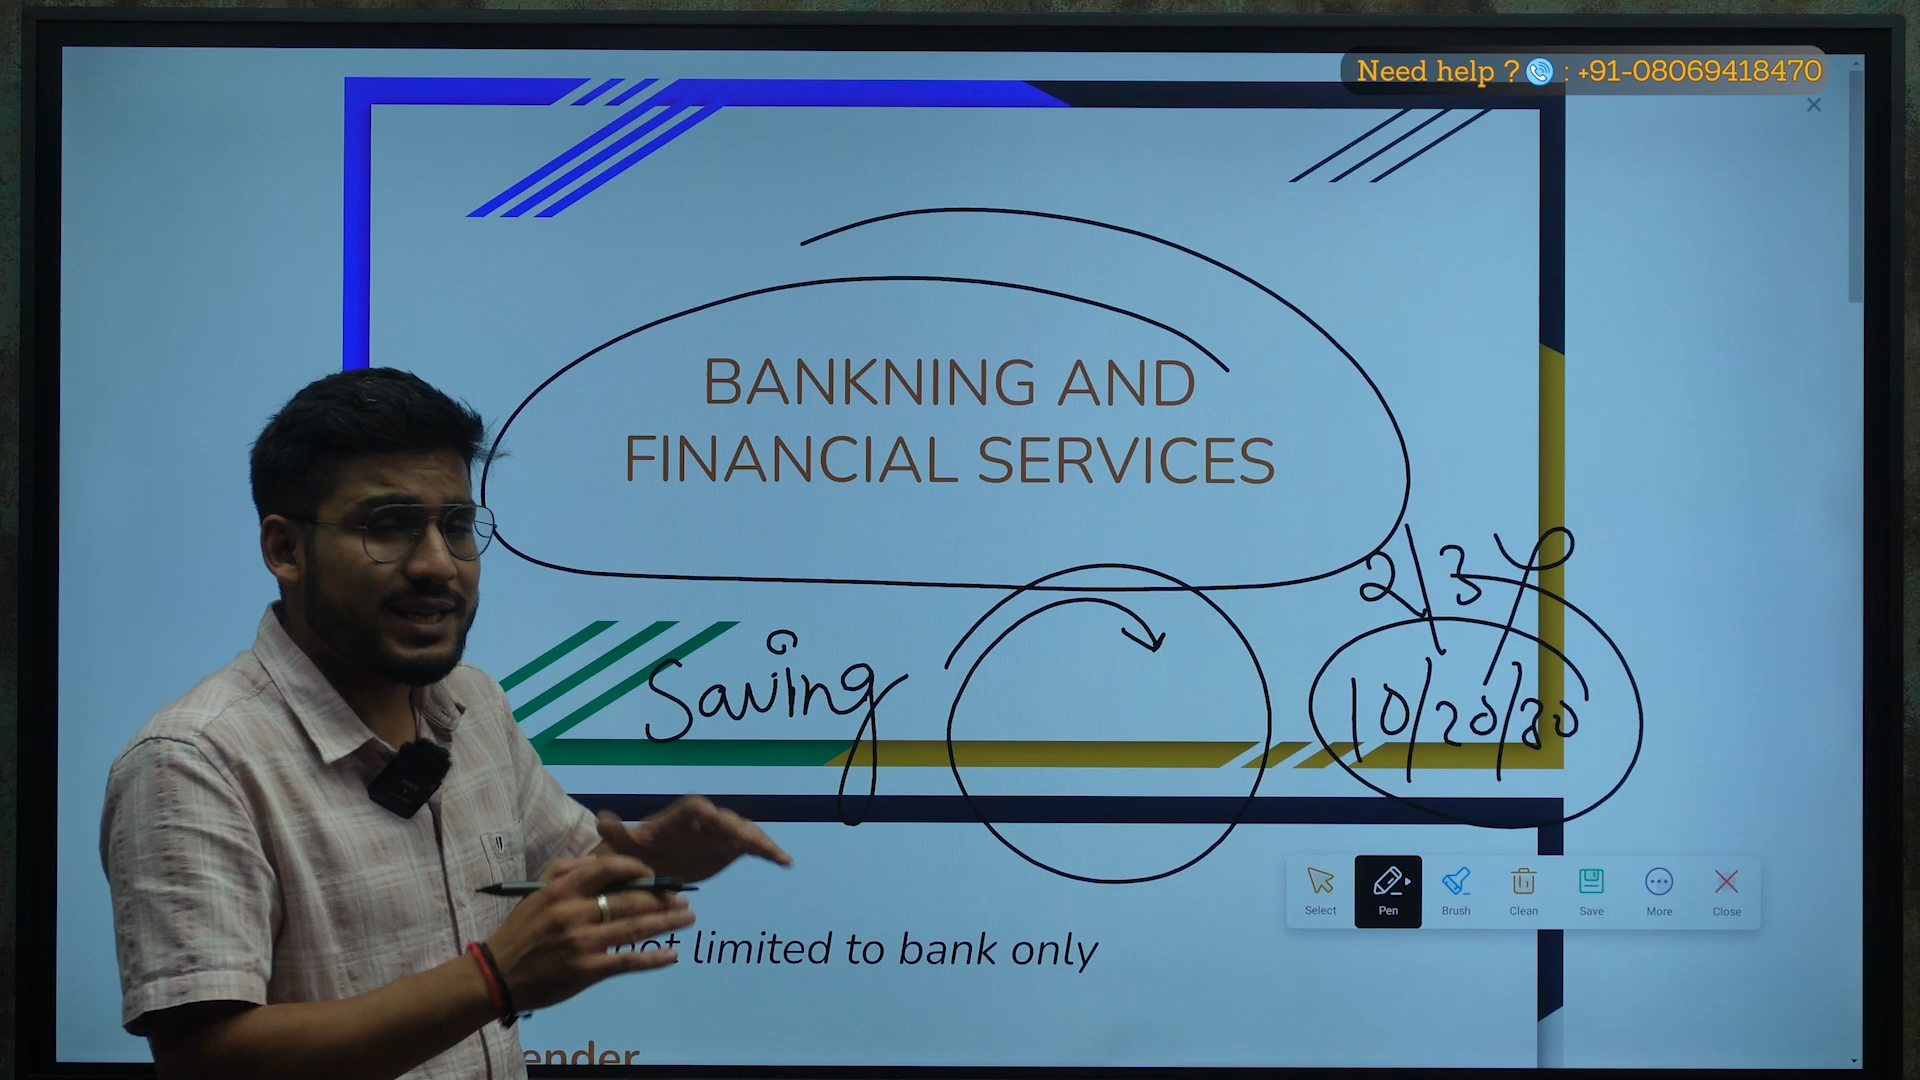 Need help ? : +91-08069418470
BANKNING AND
FINANCIAL SERVICES
2 3
Saving
10/20/30
Select Pen Brush Clean Save More Close
not limited to bank only
ender